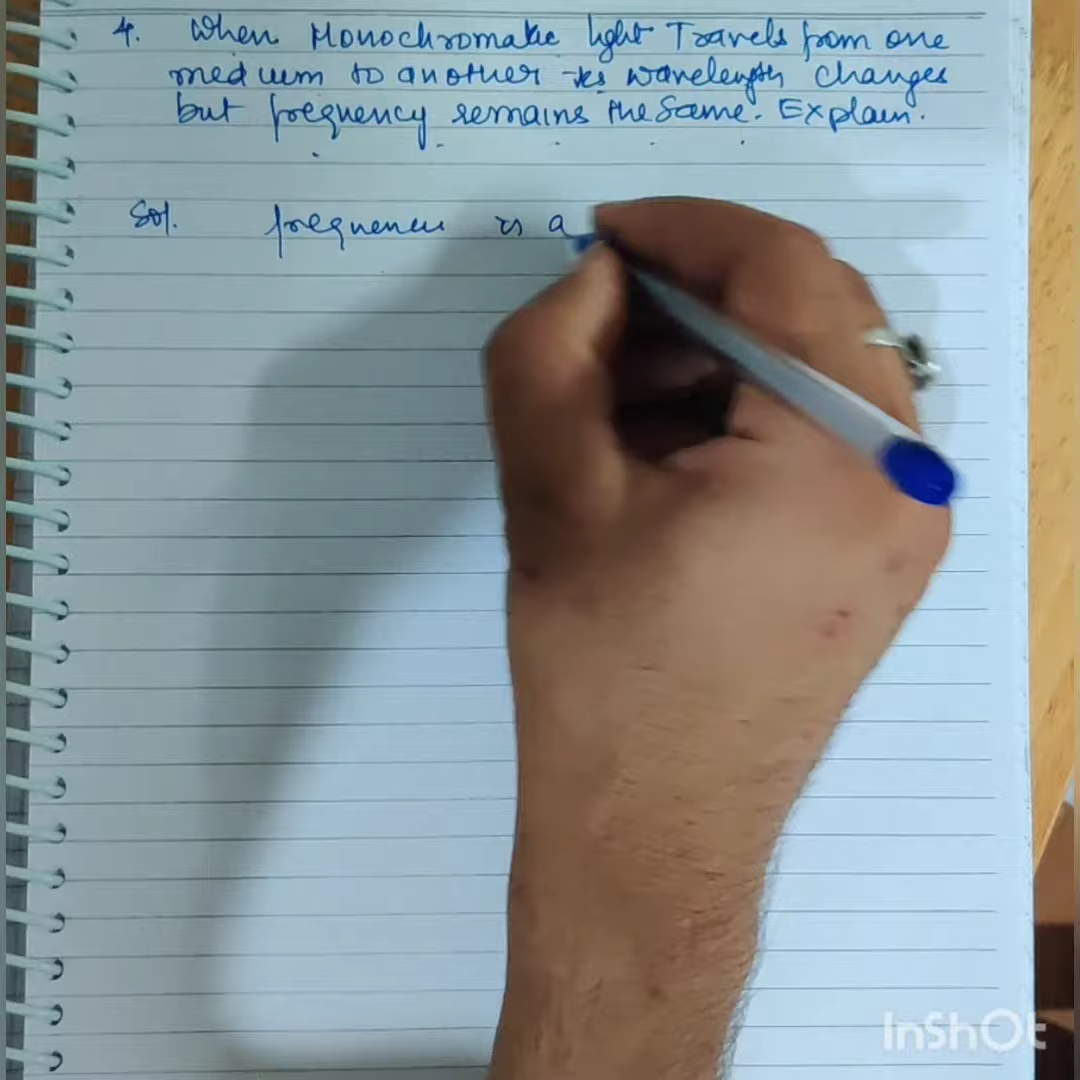 4. When Monochromatic light Travels from one
medium to another its wavelength changes
but frequency remains the same. Explain.
Sol. frequency is a
InShOt